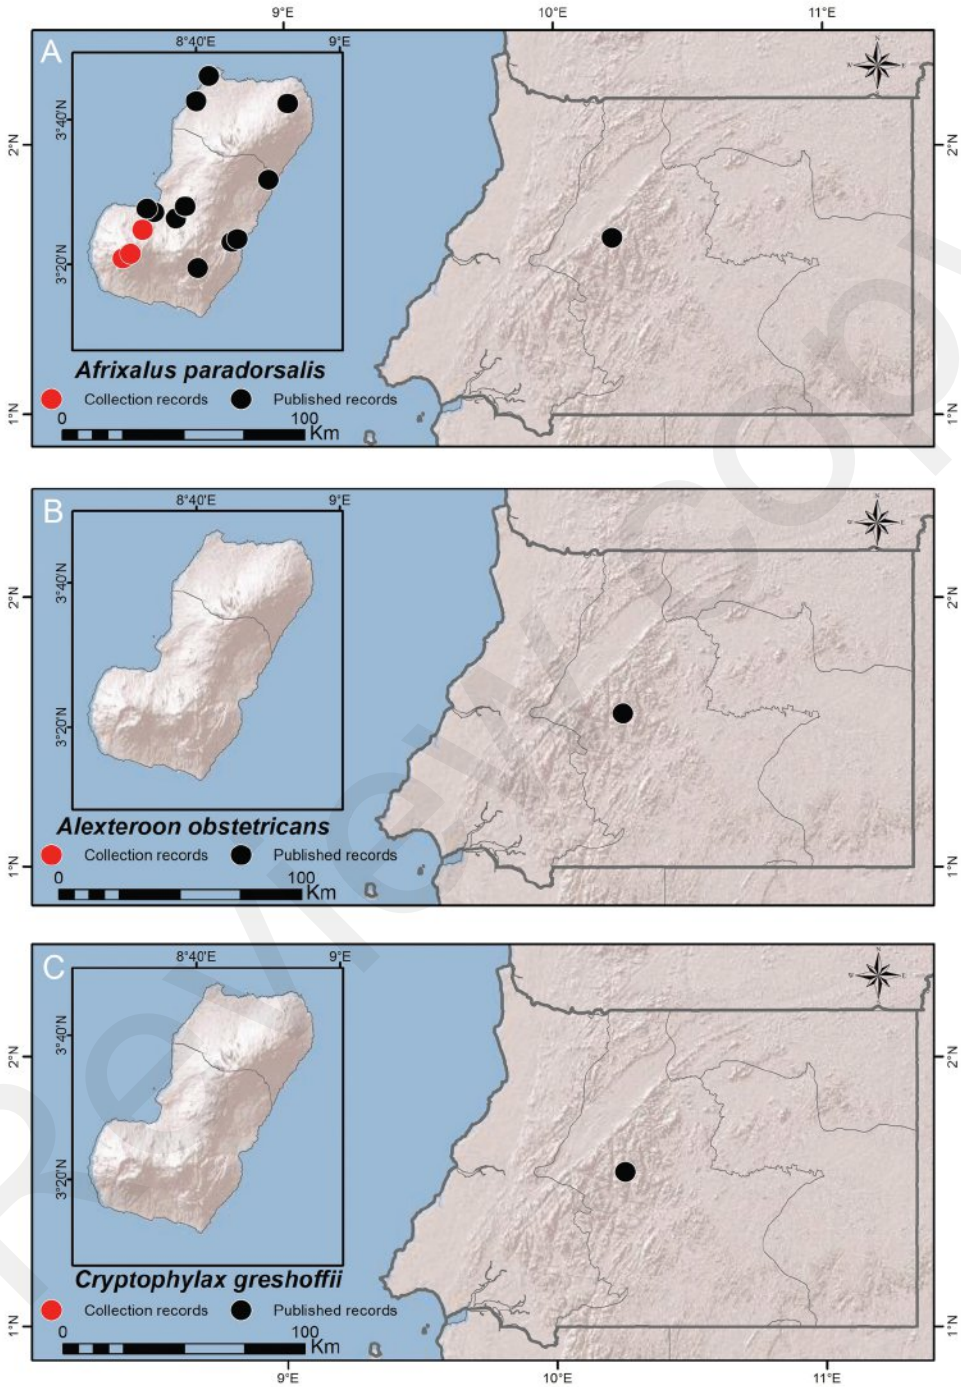 9°E 10°E 11°E
A
8°40'E 9°E
3°40'N
3°20'N
2°N 2°N
1°N 1°N
N
W E
S
Afrixalus paradorsalis
Collection records Published records
0 100
Km
B
8°40'E 9°E
3°40'N
3°20'N
2°N 2°N
1°N 1°N
N
W E
S
Alexteroon obstetricans
Collection records Published records
0 100
Km
C
8°40'E 9°E
3°40'N
3°20'N
2°N 2°N
1°N 1°N
N
W E
S
Cryptophylax greshoffii
Collection records Published records
0 100
Km
9°E 10°E 11°E
Review copy